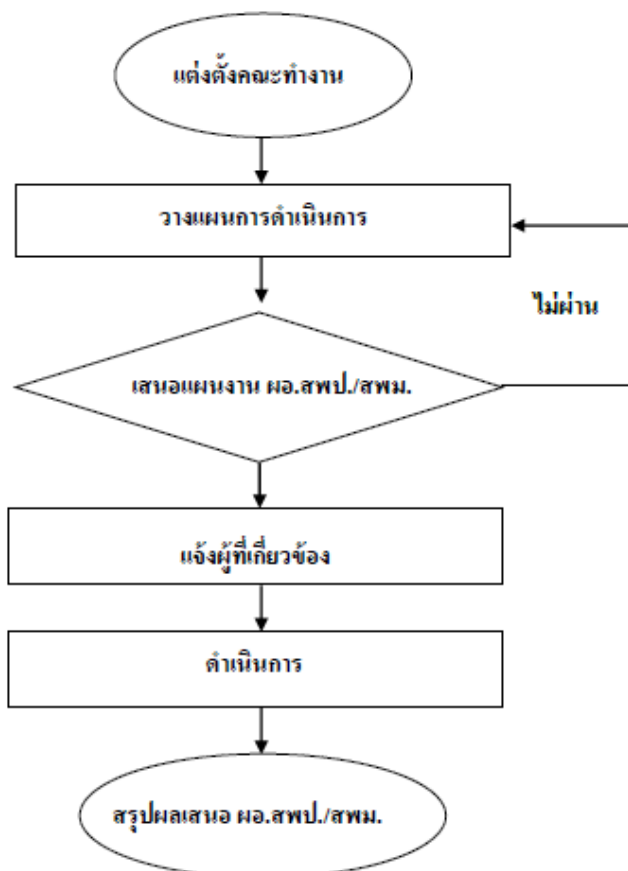 แต่งตั้งคณะทำงาน
วางแผนการดำเนินการ
ไม่ผ่าน
เสนอแผนงาน ผอ.สพป./สพม.
แจ้งผู้ที่เกี่ยวข้อง
ดำเนินการ
สรุปผลเสนอ ผอ.สพป./สพม.